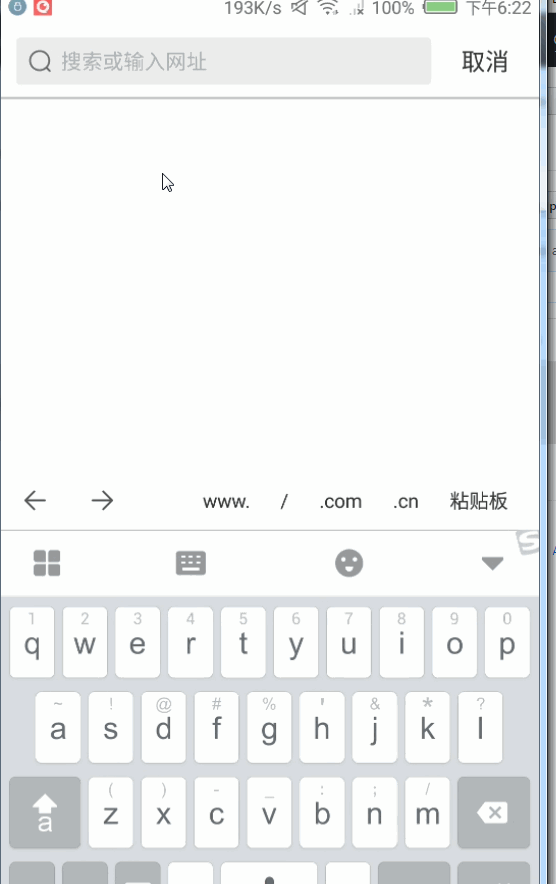 193K/s 100% 下午6:22
搜索或输入网址 取消
www. / .com .cn 粘贴板
S
1 2 3 4 5 6 7 8 9 0
q w e r t y u i o p
~ ! @ # % ' & * ?
a s d f g h j k l
( ) - _ : ; /
z x c v b n m
a